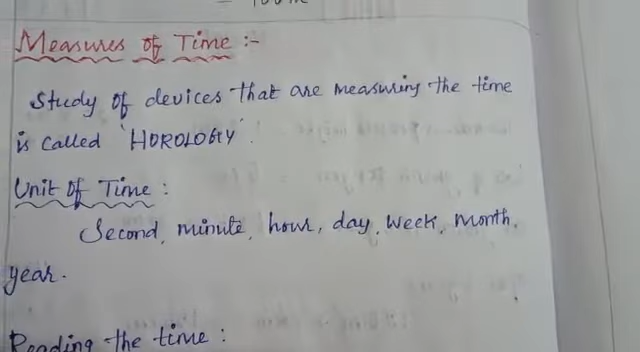 Measures of Time :-
Study of devices that are measuring the time
is called 'HOROLOGY'.
Unit Of Time :
Second, minute, hour, day, week, month,
year.
Reading the time :